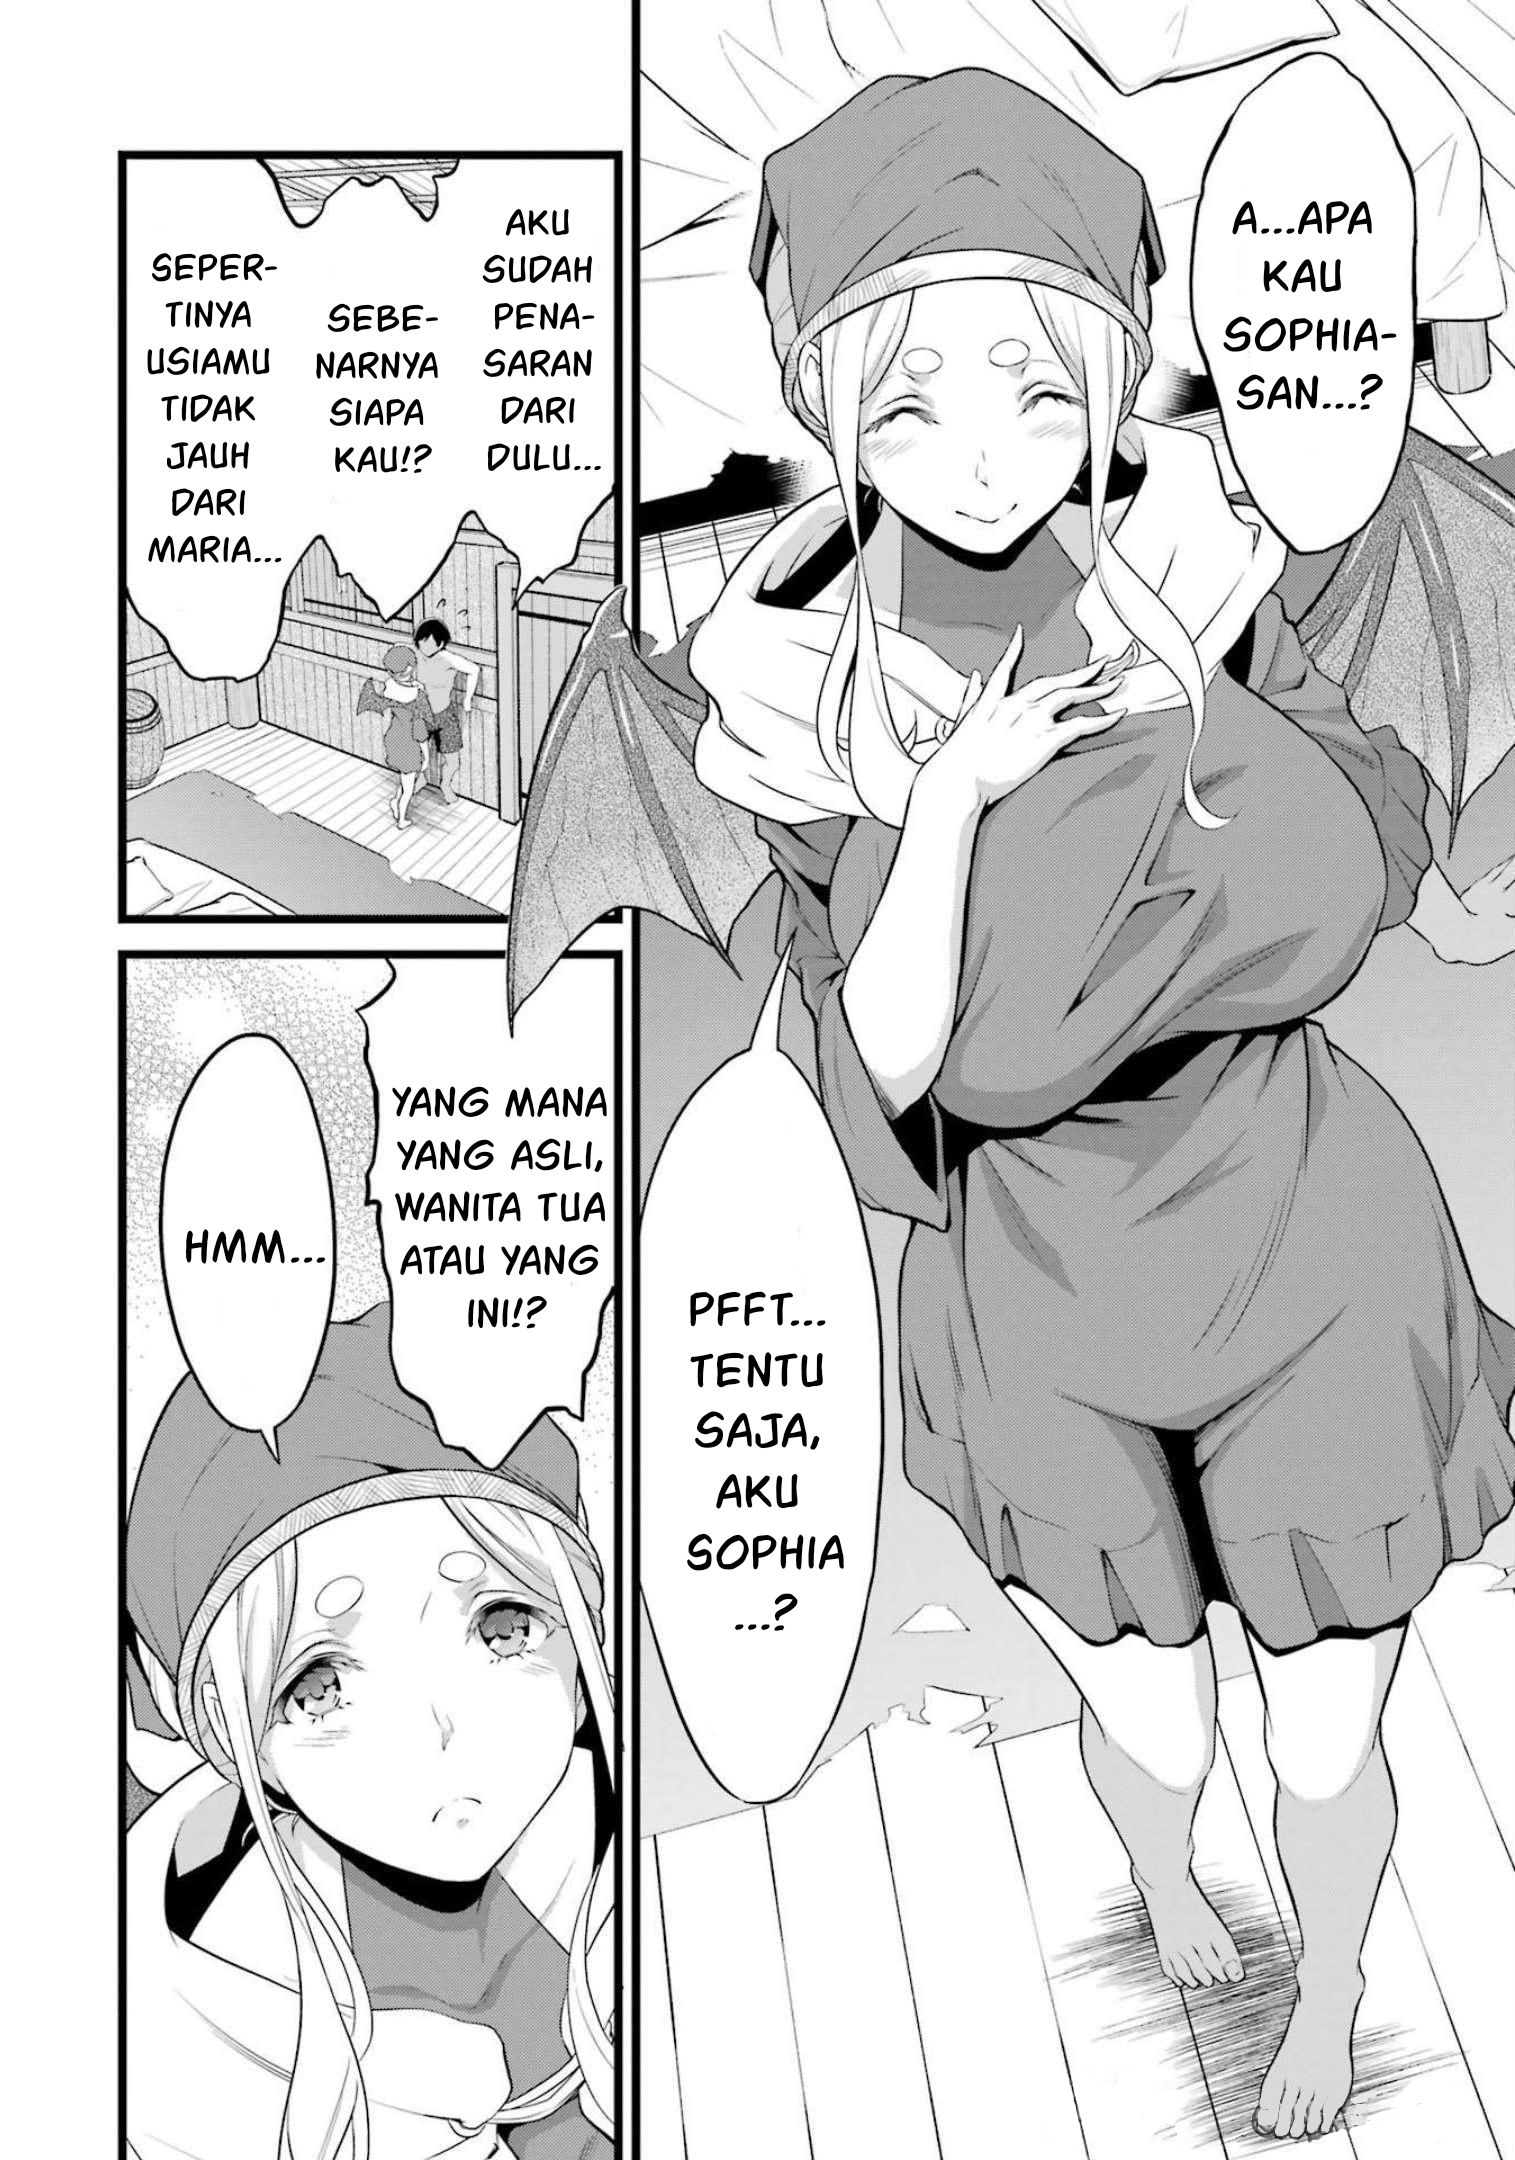 A...APA
KAU
SOPHIA-
SAN...?
PFFT...
TENTU
SAJA,
AKU
SOPHIA
...?
AKU
SUDAH
PENA-
SARAN
DARI
DULU...
SEBE-
NARNYA
SIAPA
KAU!?
SEPER-
TINYA
USIAMU
TIDAK
JAUH
DARI
MARIA...
YANG MANA
YANG ASLI,
WANITA TUA
ATAU YANG
INI!?
HMM...